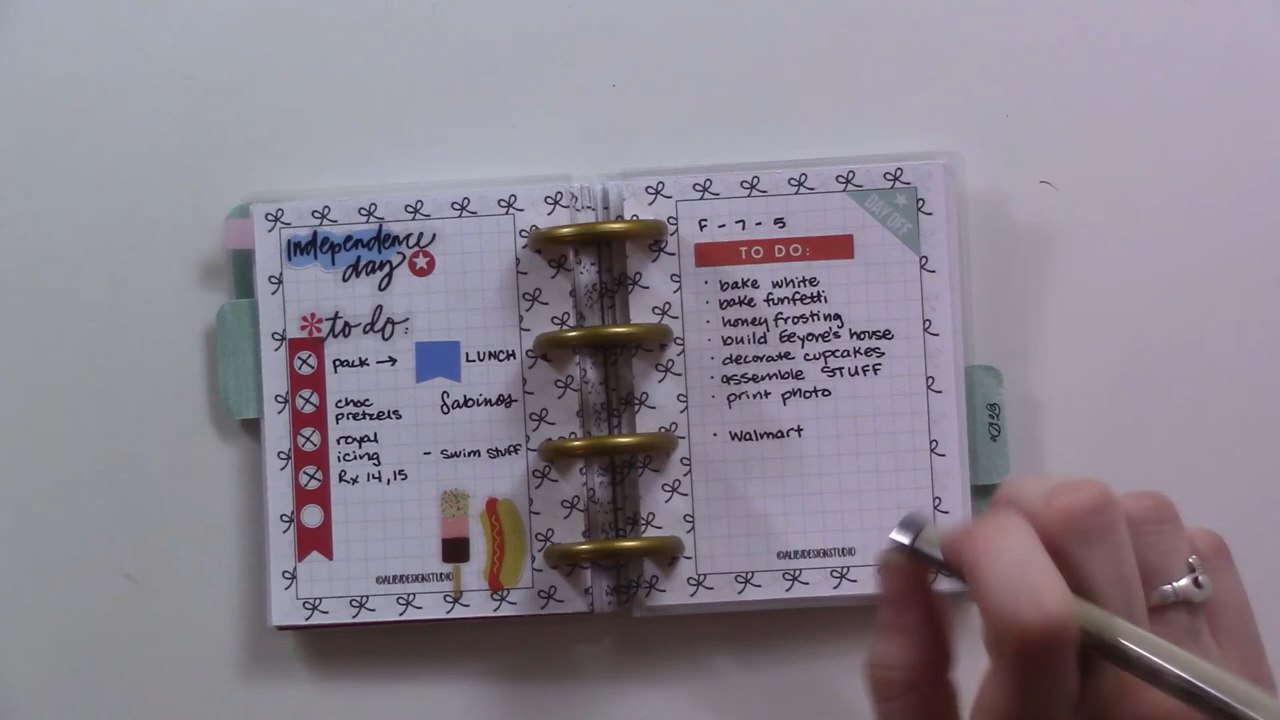 Independence
day
*to do:
pack → LUNCH
choc
pretzels
Sabinos
royal
icing
- swim stuff
Rx 14,15
©ALIBIDESIGNSTUDIO
DAY OFF
F - 7 - 5
TO DO:
· bake white
· bake funfetti
· honey frosting
· build Eeyore's house
· decorate cupcakes
· assemble STUFF
· print photo
· Walmart
©ALIBIDESIGNSTUDIO